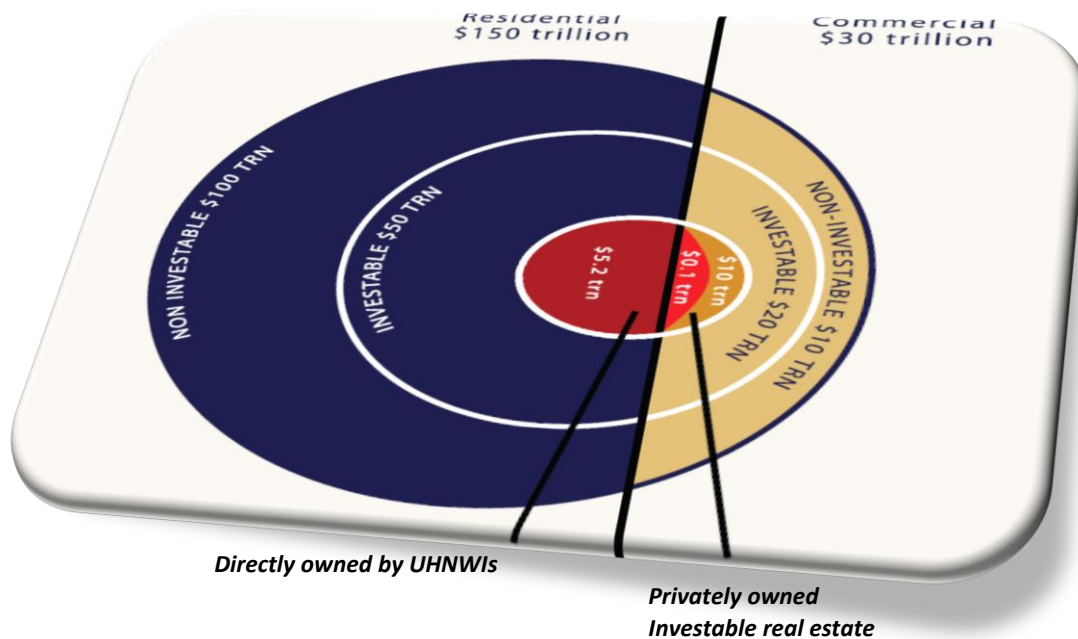 Residential
$150 trillion
Commercial
$30 trillion
NON INVESTABLE $100 TRN
INVESTABLE $50 TRN
$5.2 trn
$0.1 trn
$10 trn
INVESTABLE $20 TRN
NON-INVESTABLE $10 TRN
Directly owned by UHNWIs
Privately owned
Investable real estate